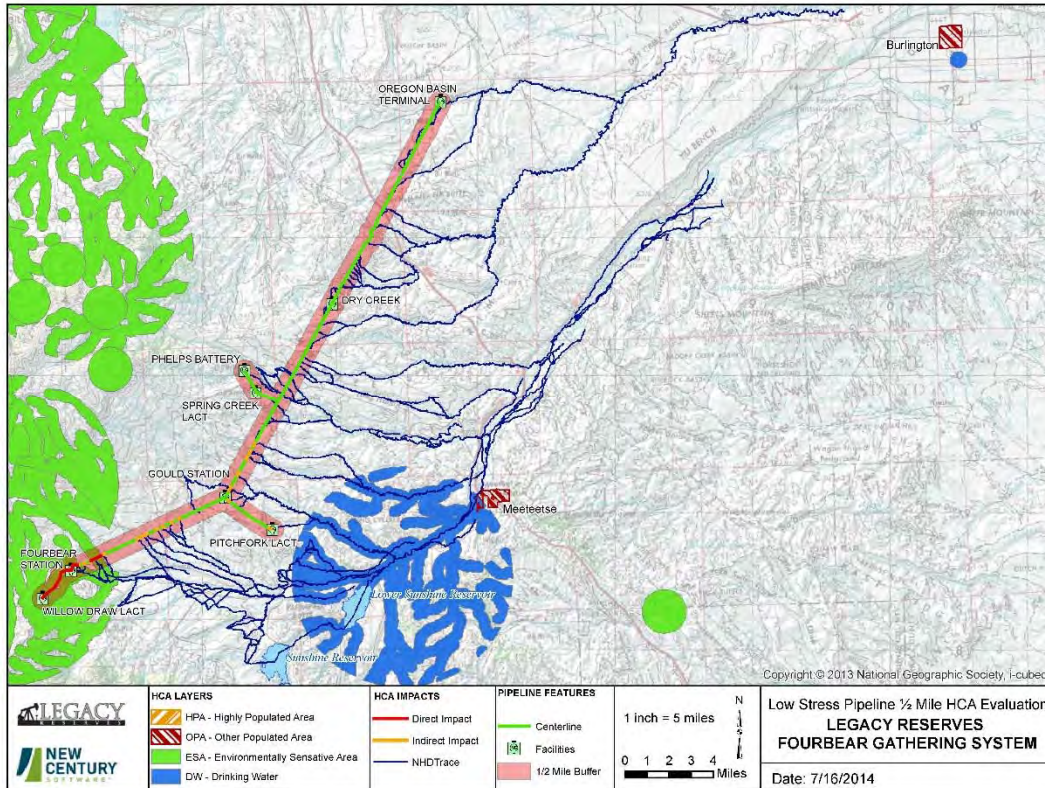 Burlington
OREGON BASIN
TERMINAL
YU BENCH
DRY CREEK
PHELPS BATTERY
SPRING CREEK
LACT
GOULD STATION
Meeteetse
PITCHFORK LACT
FOURBEAR
STATION
WILLOW DRAW LACT
Lower Sunshine Reservoir
Sunshine Reservoir
Copyright © 2013 National Geographic Society, i-cubed
LEGACY
RESERVES
NEW
CENTURY
SOFTWARE
HCA LAYERS
HPA - Highly Populated Area
OPA - Other Populated Area
ESA - Environmentally Sensative Area
DW - Drinking Water
HCA IMPACTS
Direct Impact
Indirect Impact
NHDTrace
PIPELINE FEATURES
Centerline
Facilities
1/2 Mile Buffer
1 inch = 5 miles
N
0 1 2 3 4
Miles
Low Stress Pipeline ½ Mile HCA Evaluation
LEGACY RESERVES
FOURBEAR GATHERING SYSTEM
Date: 7/16/2014